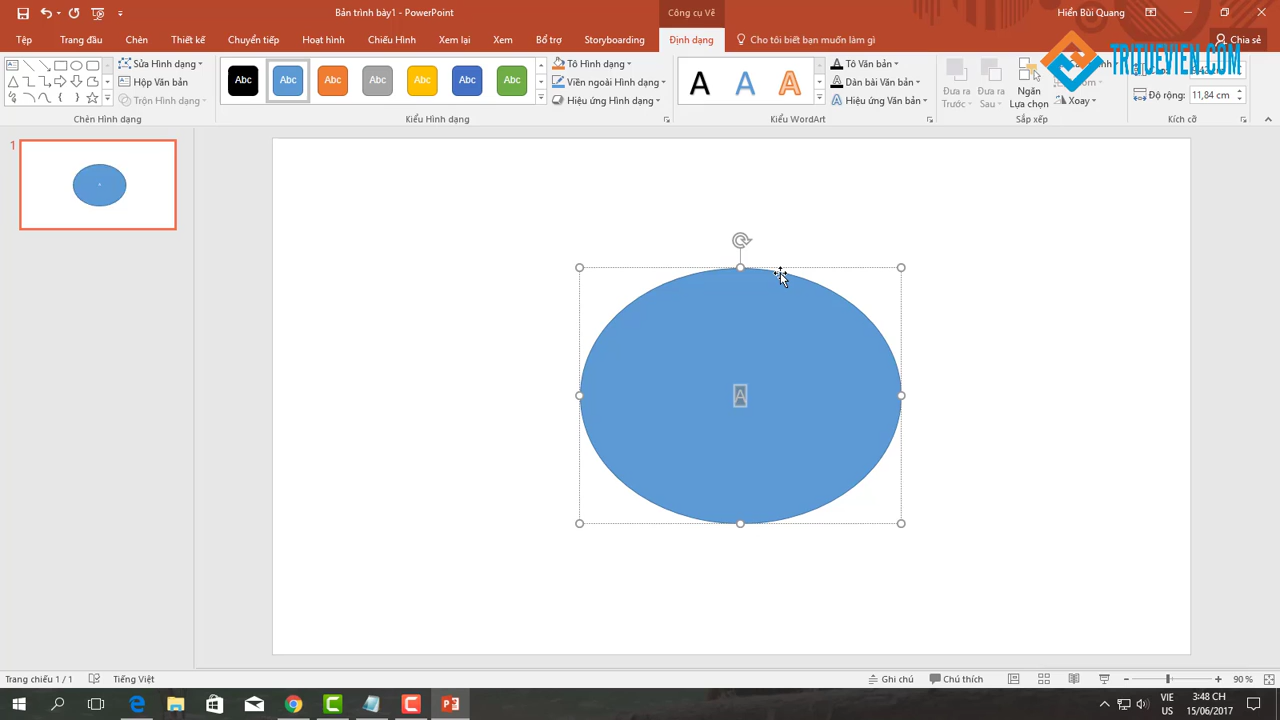 Bản trình bày1 - PowerPoint
Công cụ Vẽ
Hiển Bùi Quang
Tệp Trang đầu Chèn Thiết kế Chuyển tiếp Hoạt hình Chiếu Hình Xem lại Xem Bổ trợ Storyboarding Định dạng Cho tôi biết bạn muốn làm gì Chia sẻ
TRITUEVIEN.COM
Sửa Hình dạng
Hộp Văn bản
Trộn Hình dạng
Chèn Hình dạng
Abc Abc Abc Abc Abc Abc Abc
Kiểu Hình dạng
Tô Hình dạng
Viền ngoài Hình dạng
Hiệu ứng Hình dạng
A A A
Kiểu WordArt
Tô Văn bản
Dàn bài Văn bản
Hiệu ứng Văn bản
Đưa ra Trước
Đưa ra Sau
Ngăn Lựa chọn
Xoay
Sắp xếp
Độ rộng: 11,84 cm
Kích cỡ
1
A
Trang chiếu 1 / 1 Tiếng Việt Ghi chú Chú thích 90 %
VIE
US
3:48 CH
15/06/2017